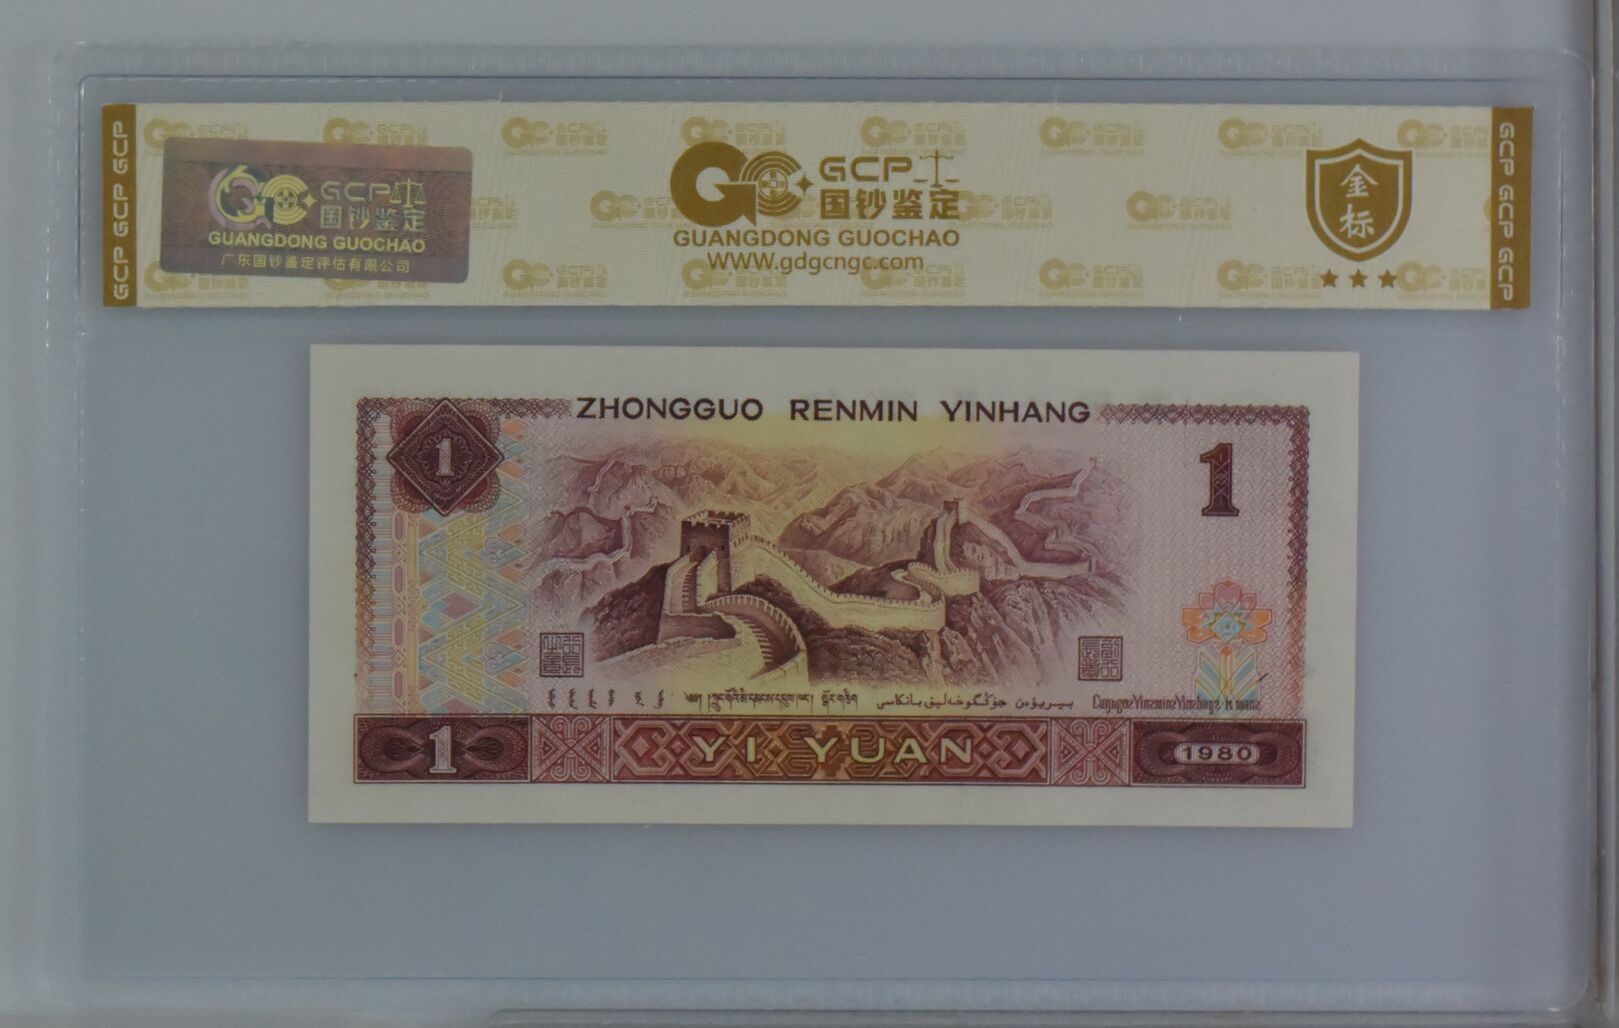 GCP GCP GCP
GCP
国钞鉴定
GUANGDONG GUOCHAO
广东国钞鉴定评估有限公司
GCP
国钞鉴定
GUANGDONG GUOCHAO
WWW.gdgcngc.com
金标
GCP GCP GCP
ZHONGGUO RENMIN YINHANG
1
1
1
YI YUAN
1980